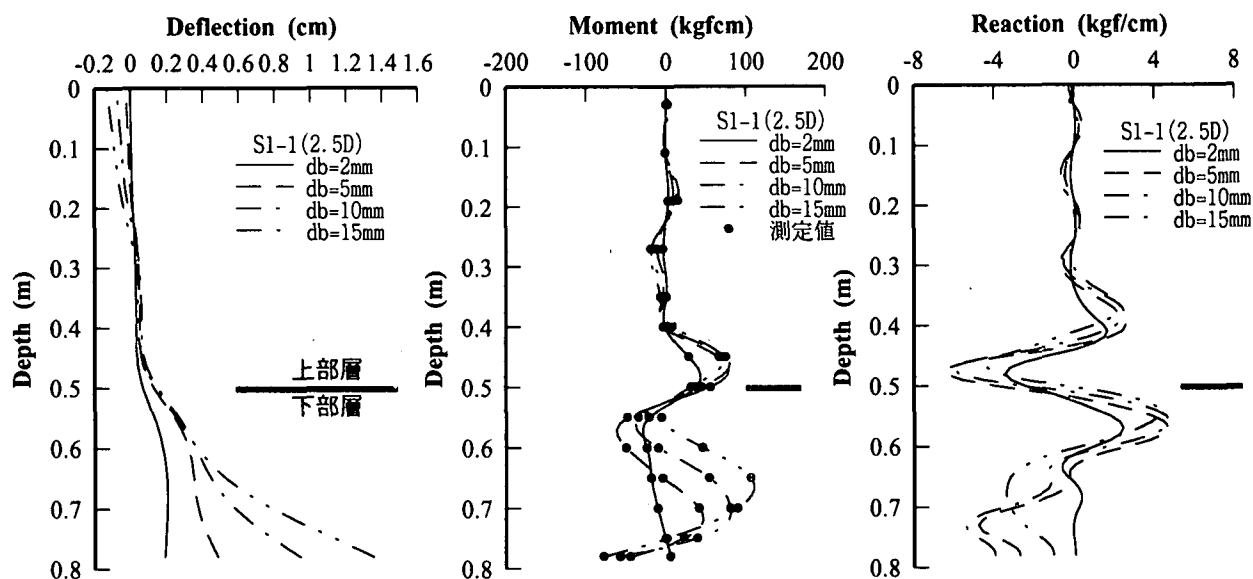 Deflection (cm)
-0.2 0 0.2 0.4 0.6 0.8 1 1.2 1.4 1.6
0
0.1
0.2
0.3
0.4
0.5
0.6
0.7
0.8
Depth (m)
S1-1(2.5D)
db=2mm
db=5mm
db=10mm
db=15mm
上部層
下部層
Moment (kgfcm)
-200 -100 0 100 200
0
0.1
0.2
0.3
0.4
0.5
0.6
0.7
0.8
Depth (m)
S1-1(2.5D)
db=2mm
db=5mm
db=10mm
db=15mm
測定値
Reaction (kgf/cm)
-8 -4 0 4 8
0
0.1
0.2
0.3
0.4
0.5
0.6
0.7
0.8
Depth (m)
S1-1(2.5D)
db=2mm
db=5mm
db=10mm
db=15mm